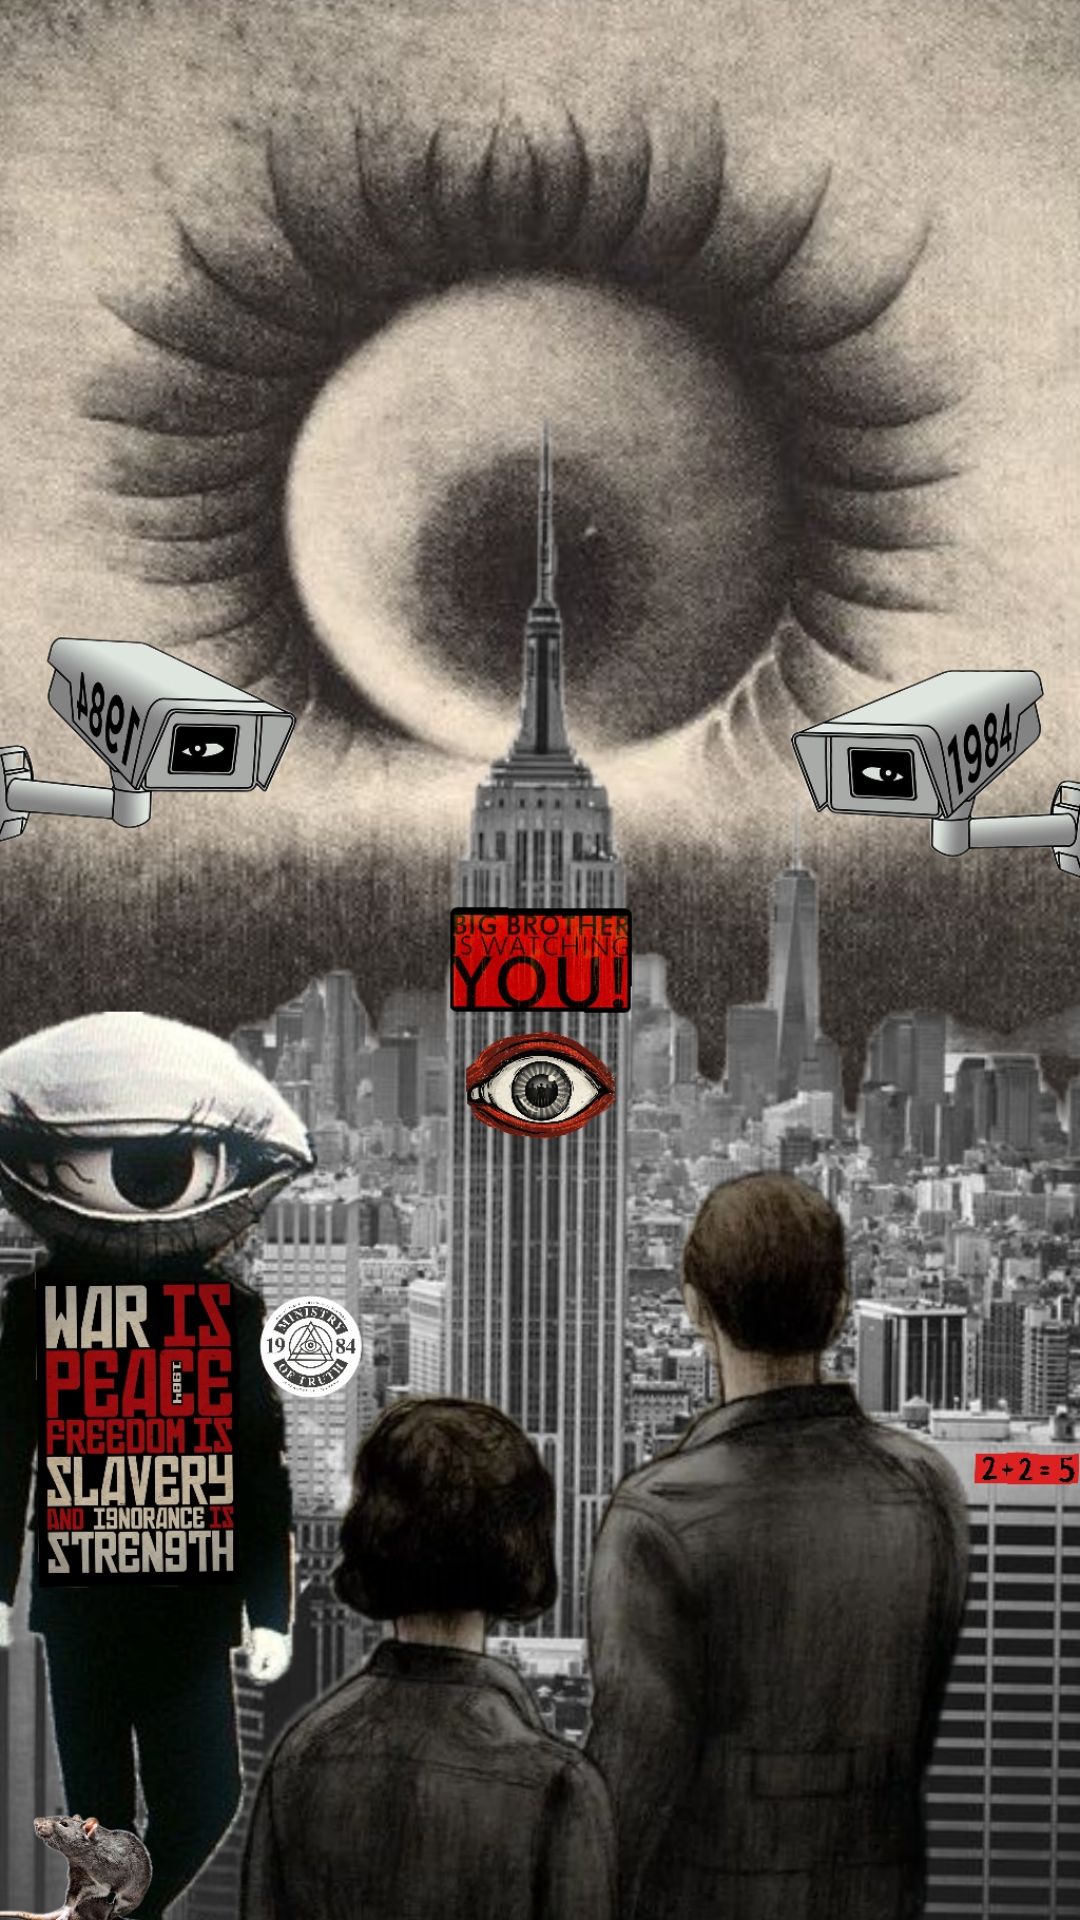 1984
1984
BIG BROTHER
IS WATCHING
YOU!
WAR IS
PEACE
1984
FREEDOM IS
SLAVERY
AND IGNORANCE IS
STRENGTH
MINISTRY
19 84
OF TRUTH
2+2=5